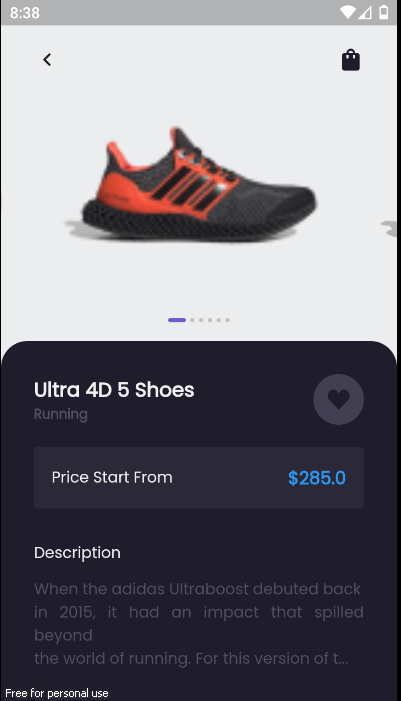 8:38
Ultra 4D 5 Shoes
Running
Price Start From
$285.0
Description
When the adidas Ultraboost debuted back
in 2015, it had an impact that spilled
beyond
the world of running. For this version of t...
Free for personal use